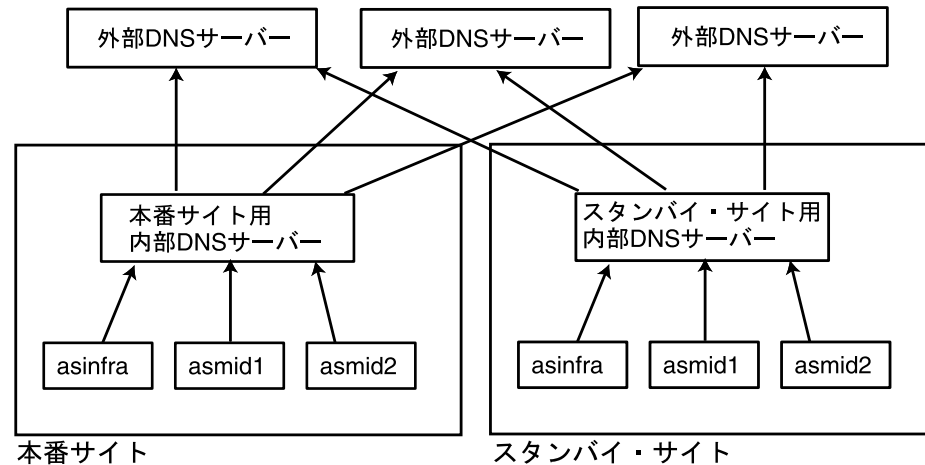 外部DNSサーバー
外部DNSサーバー
外部DNSサーバー
本番サイト用
内部DNSサーバー
スタンバイ・サイト用
内部DNSサーバー
asinfra
asmid1
asmid2
asinfra
asmid1
asmid2
本番サイト
スタンバイ・サイト